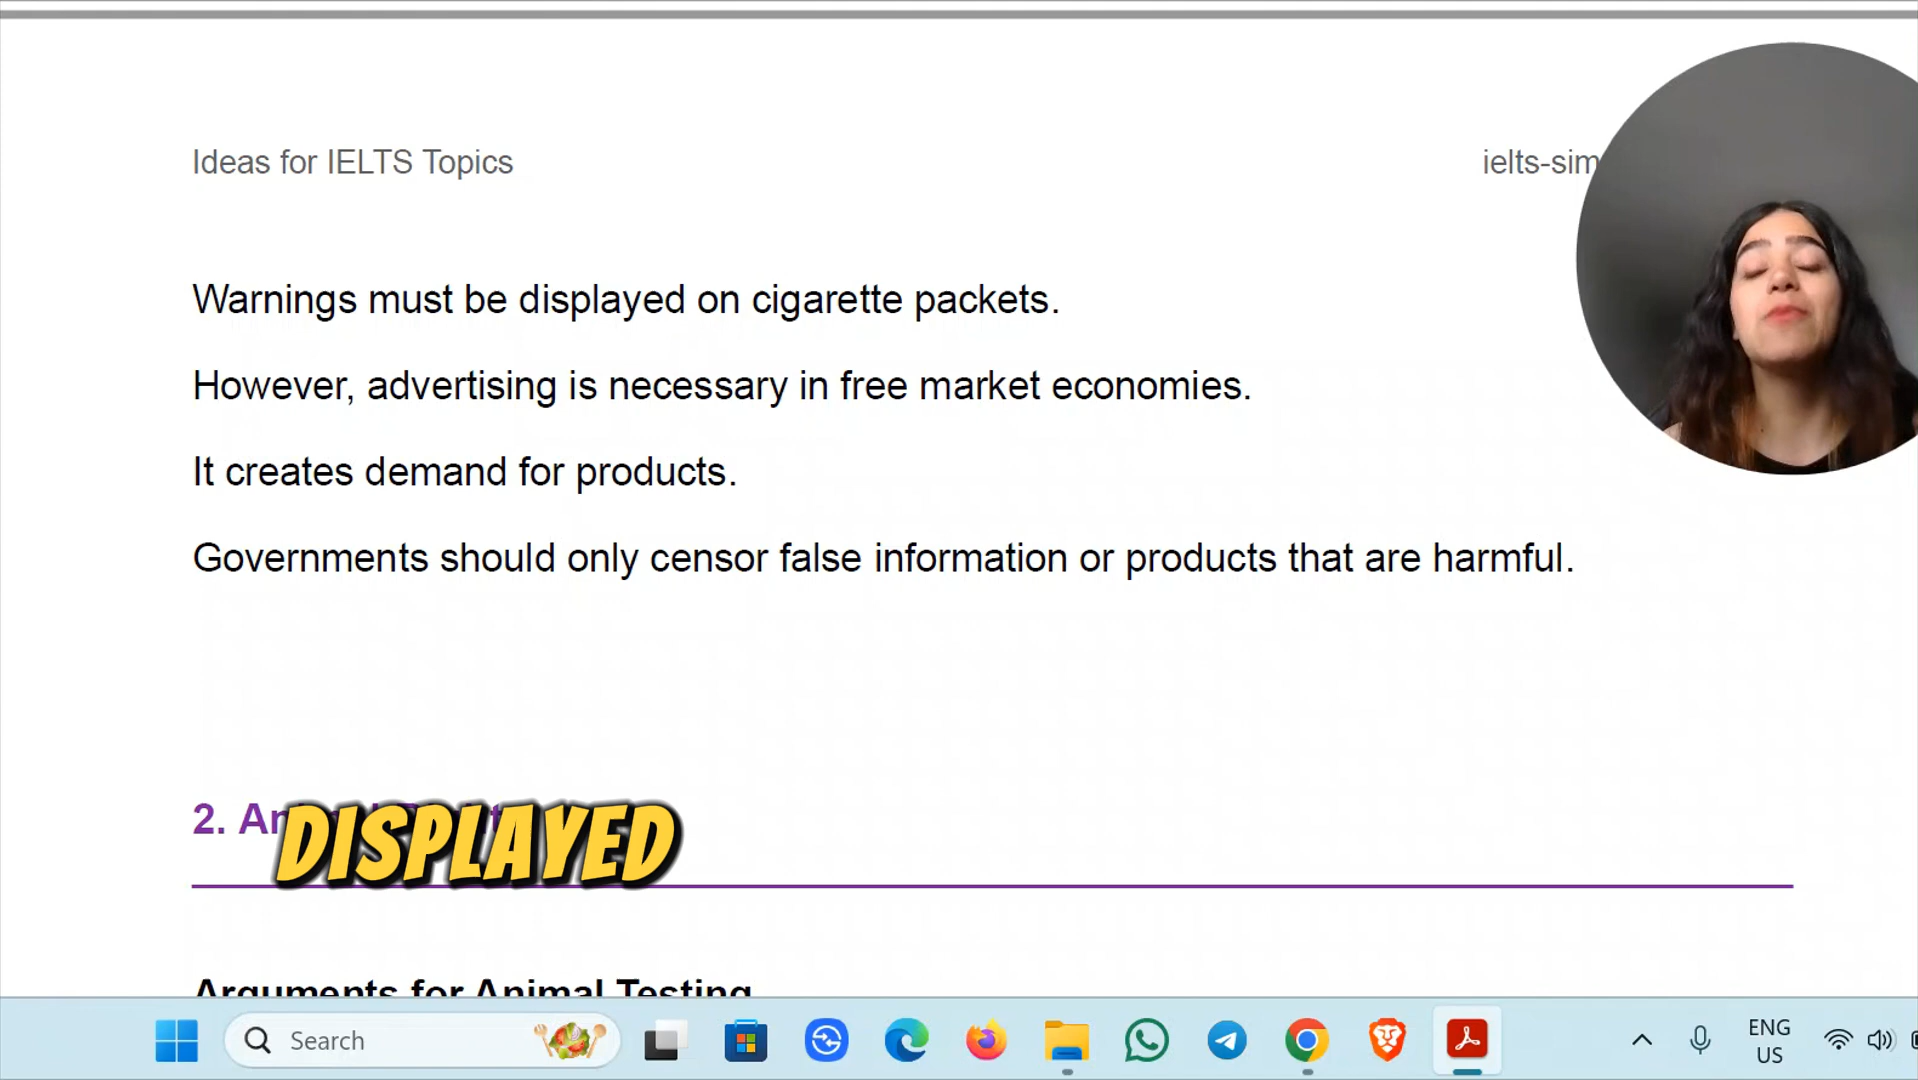 Ideas for IELTS Topics
ielts-sim
Warnings must be displayed on cigarette packets.
However, advertising is necessary in free market economies.
It creates demand for products.
Governments should only censor false information or products that are harmful.
2. An
DISPLAYED
Arguments for Animal Testing
Search
ENG
US